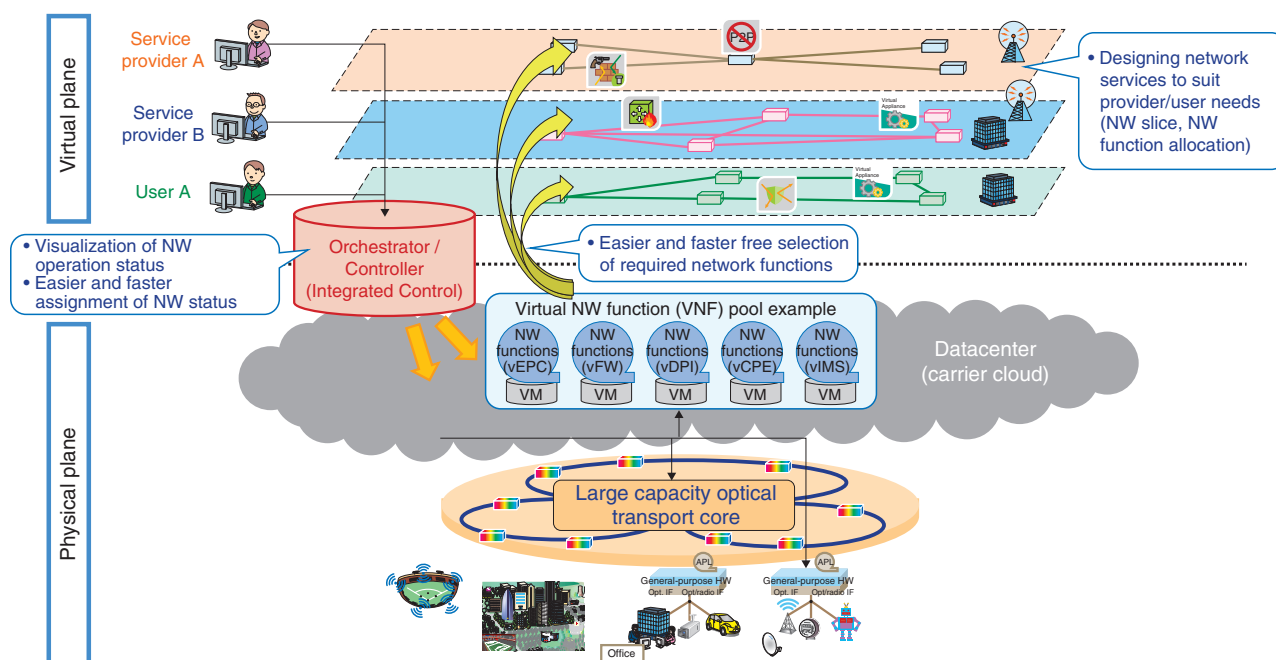 Virtual plane
Service
provider A
Service
provider B
User A
P2P
Virtual
Appliance
Virtual
Appliance
• Designing network
services to suit
provider/user needs
(NW slice, NW
function allocation)
• Visualization of NW
operation status
• Easier and faster
assignment of NW status
Orchestrator /
Controller
(Integrated Control)
• Easier and faster free selection
of required network functions
Physical plane
Virtual NW function (VNF) pool example
NW
functions
(vEPC)
VM
NW
functions
(vFW)
VM
NW
functions
(vDPI)
VM
NW
functions
(vCPE)
VM
NW
functions
(vIMS)
VM
Datacenter
(carrier cloud)
Large capacity optical
transport core
APL
General-purpose HW
Opt. IF Opt/radio IF
APL
General-purpose HW
Opt. IF Opt/radio IF
Office